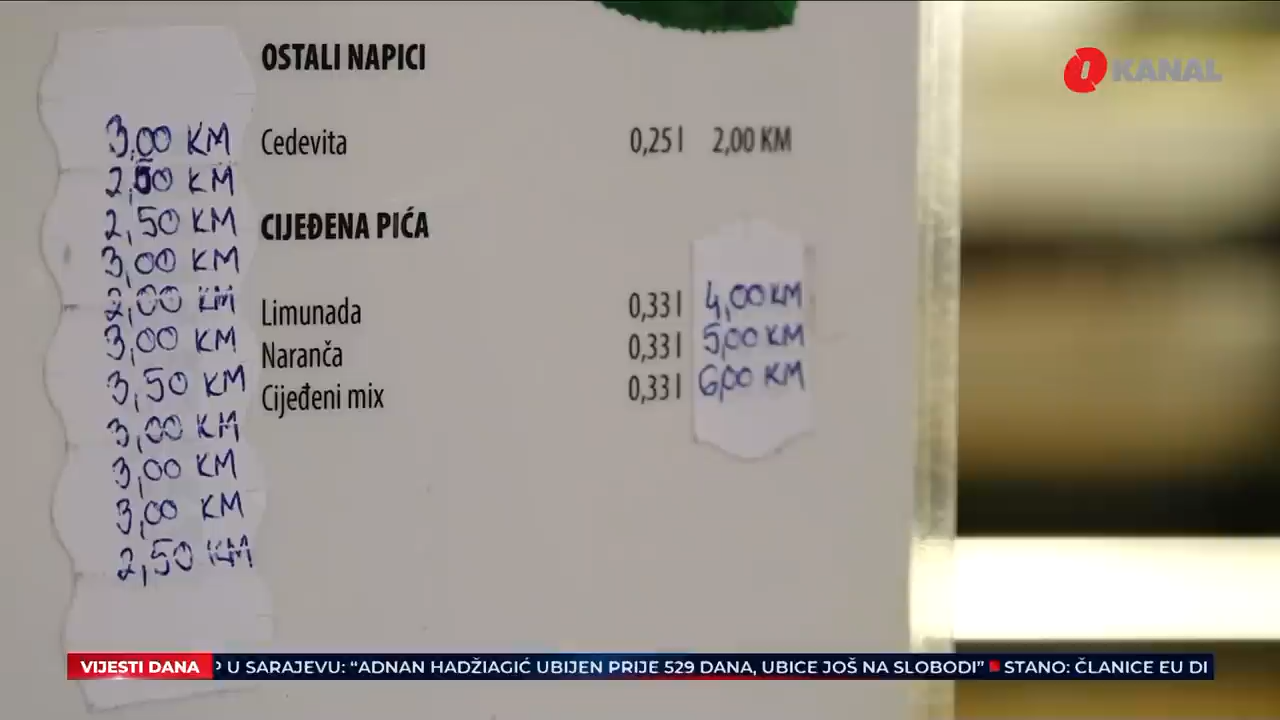 OSTALI NAPICI
O KANAL
3,00 KM
Cedevita 0,25 l 2,00 KM
2,50 KM
2,50 KM
CIJEĐENA PIĆA
3,00 KM
2,00 KM
Limunada 0,33 l 4,00 KM
3,00 KM
Naranča 0,33 l 5,00 KM
3,50 KM
Cijeđeni mix 0,33 l 6,00 KM
3,00 KM
3,00 KM
3,00 KM
2,50 KM
VIJESTI DANA U SARAJEVU: “ADNAN HADŽIAGIĆ UBIJEN PRIJE 529 DANA, UBICE JOŠ NA SLOBODI” STANO: ČLANICE EU DI